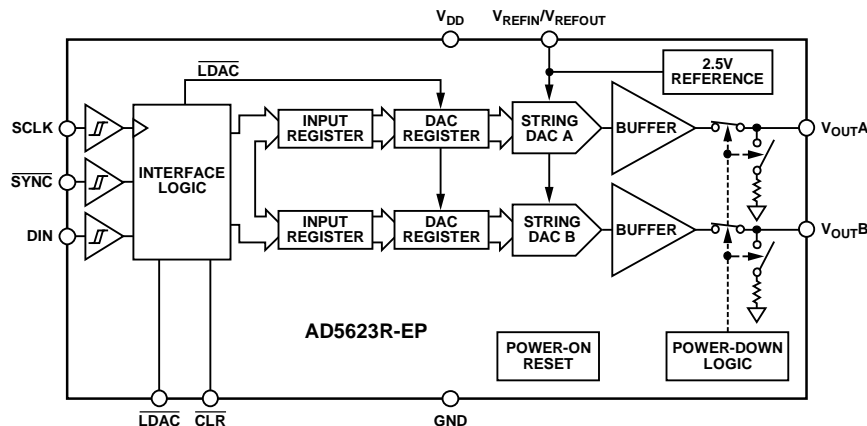 VDD
VREFIN/VREFOUT
LDAC
2.5V
REFERENCE
SCLK
INPUT
REGISTER
DAC
REGISTER
STRING
DAC A
BUFFER
VOUTA
INTERFACE
LOGIC
SYNC
DIN
INPUT
REGISTER
DAC
REGISTER
STRING
DAC B
BUFFER
VOUTB
AD5623R-EP
POWER-ON
RESET
POWER-DOWN
LOGIC
LDAC
CLR
GND